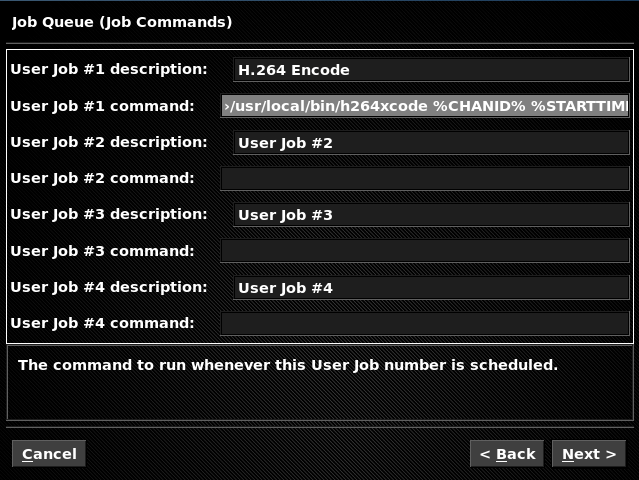 Job Queue (Job Commands)
User Job #1 description: H.264 Encode
User Job #1 command: ›/usr/local/bin/h264xcode %CHANID% %STARTTIM
User Job #2 description: User Job #2
User Job #2 command:
User Job #3 description: User Job #3
User Job #3 command:
User Job #4 description: User Job #4
User Job #4 command:
The command to run whenever this User Job number is scheduled.
Cancel < Back Next >